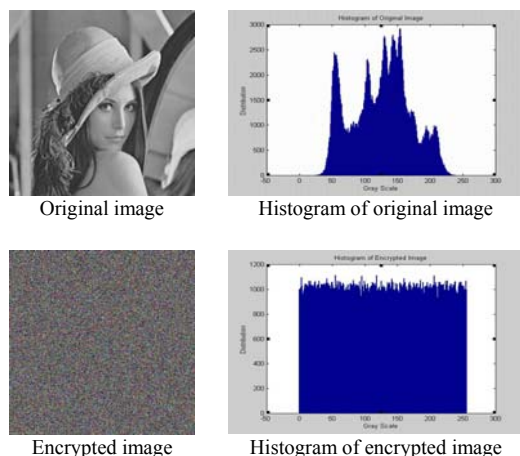 Histogram of Original Image
3000
2500
2000
1500
1000
500
0
Distribution
-50 0 50 100 150 200 250 300
Gray Scale
Original image
Histogram of original image
Histogram of Encrypted Image
1200
1000
800
600
400
200
0
Distribution
-50 0 50 100 150 200 250 300
Gray Scale
Encrypted image
Histogram of encrypted image